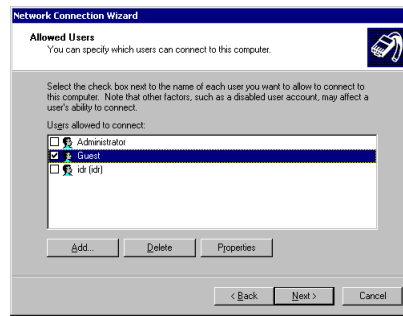 Network Connection Wizard
Allowed Users
You can specify which users can connect to this computer.
Select the check box next to the name of each user you want to allow to connect to
this computer. Note that other factors, such as a disabled user account, may affect a
user's ability to connect.
Users allowed to connect:
Administrator
Guest
idr (idr)
Add... Delete Properties
< Back Next > Cancel